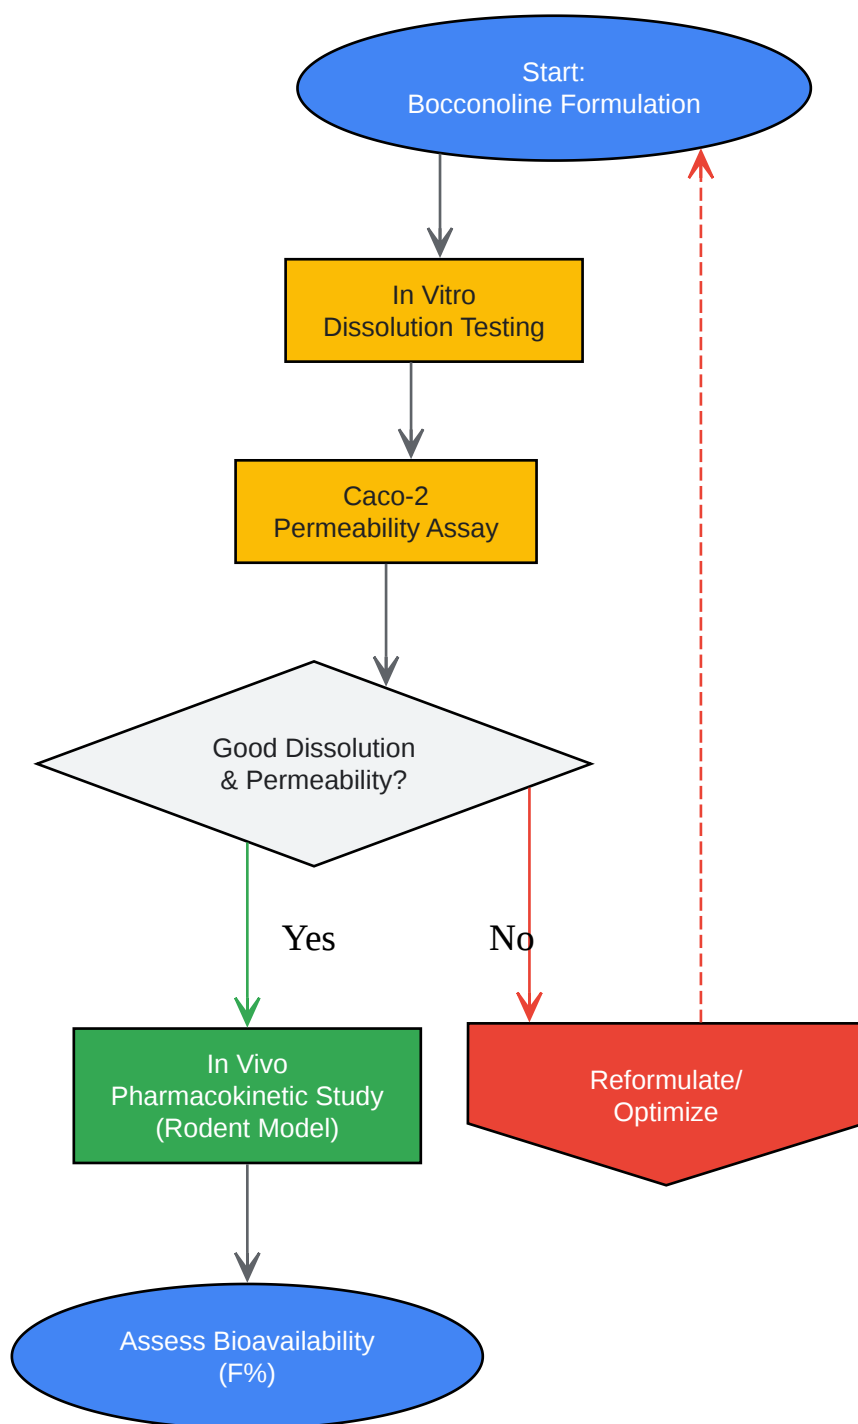 Start:
Bocconoline Formulation
In Vitro
Dissolution Testing
Caco-2
Permeability Assay
Good Dissolution
& Permeability?
Yes
No
In Vivo
Pharmacokinetic Study
(Rodent Model)
Reformulate/
Optimize
Assess Bioavailability
(F%)